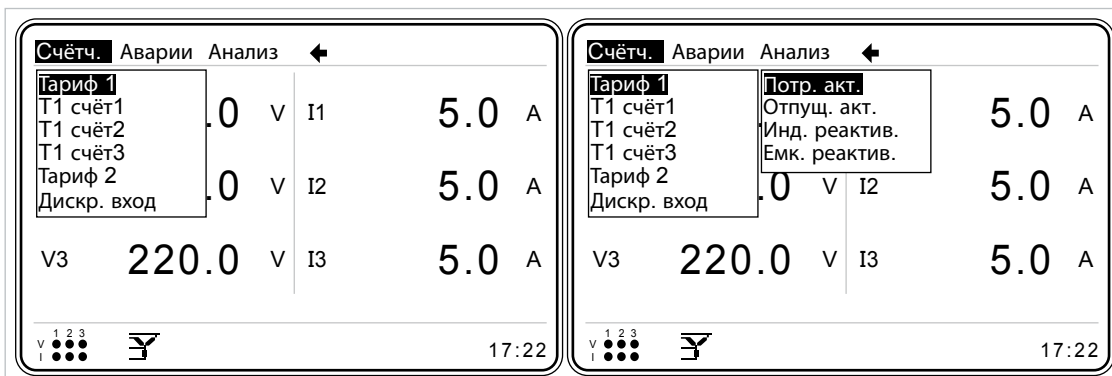 Счётч. Аварии Анализ
Тариф 1
Т1 счёт1
Т1 счёт2
Т1 счёт3
Тариф 2
Дискр. вход
.0 V I1 5.0 A
.0 V I2 5.0 A
V3 220.0 V I3 5.0 A
1 2 3
V
I
17:22
Счётч. Аварии Анализ
Тариф 1
Т1 счёт1
Т1 счёт2
Т1 счёт3
Тариф 2
Дискр. вход
Потр. акт.
Отпущ. акт.
Инд. реактив.
Емк. реактив.
5.0 A
.0 V I2 5.0 A
V3 220.0 V I3 5.0 A
1 2 3
V
I
17:22